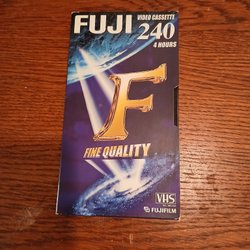 FUJI VIDEO CASSETTE
240
4 HOURS
F
FINE QUALITY
VHS
FUJIFILM